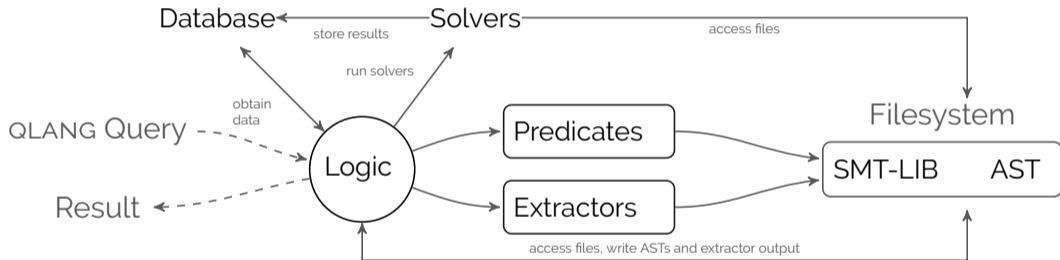 Database
Solvers
store results
access files
run solvers
obtain
data
QLANG Query
Logic
Predicates
Filesystem
SMT-LIB AST
Result
Extractors
access files, write ASTs and extractor output